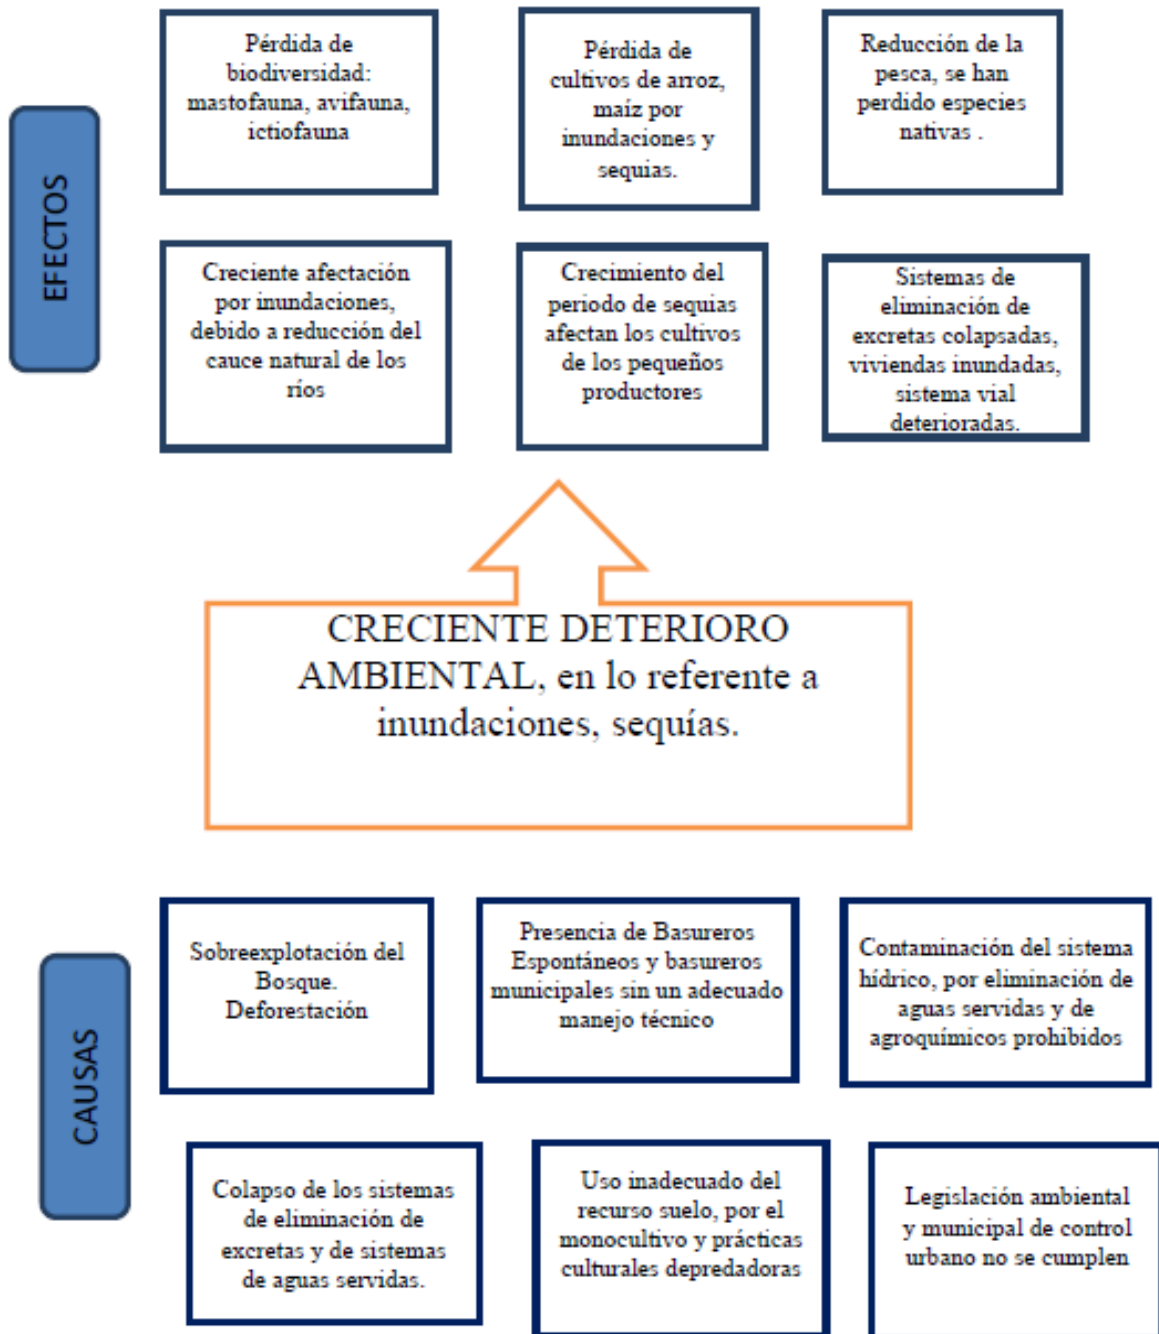 EFECTOS
Pérdida de
biodiversidad:
mastofauna, avifauna,
ictiofauna
Pérdida de
cultivos de arroz,
maíz por
inundaciones y
sequias.
Reducción de la
pesca, se han
perdido especies
nativas .
Creciente afectación
por inundaciones,
debido a reducción del
cauce natural de los
ríos
Crecimiento del
periodo de sequias
afectan los cultivos
de los pequeños
productores
Sistemas de
eliminación de
excretas colapsadas,
viviendas inundadas,
sistema vial
deterioradas.
CRECIENTE DETERIORO
AMBIENTAL, en lo referente a
inundaciones, sequías.
CAUSAS
Sobreexplotación del
Bosque.
Deforestación
Presencia de Basureros
Espontáneos y basureros
municipales sin un adecuado
manejo técnico
Contaminación del sistema
hídrico, por eliminación de
aguas servidas y de
agroquímicos prohibidos
Colapso de los sistemas
de eliminación de
excretas y de sistemas
de aguas servidas.
Uso inadecuado del
recurso suelo, por el
monocultivo y prácticas
culturales depredadoras
Legislación ambiental
y municipal de control
urbano no se cumplen